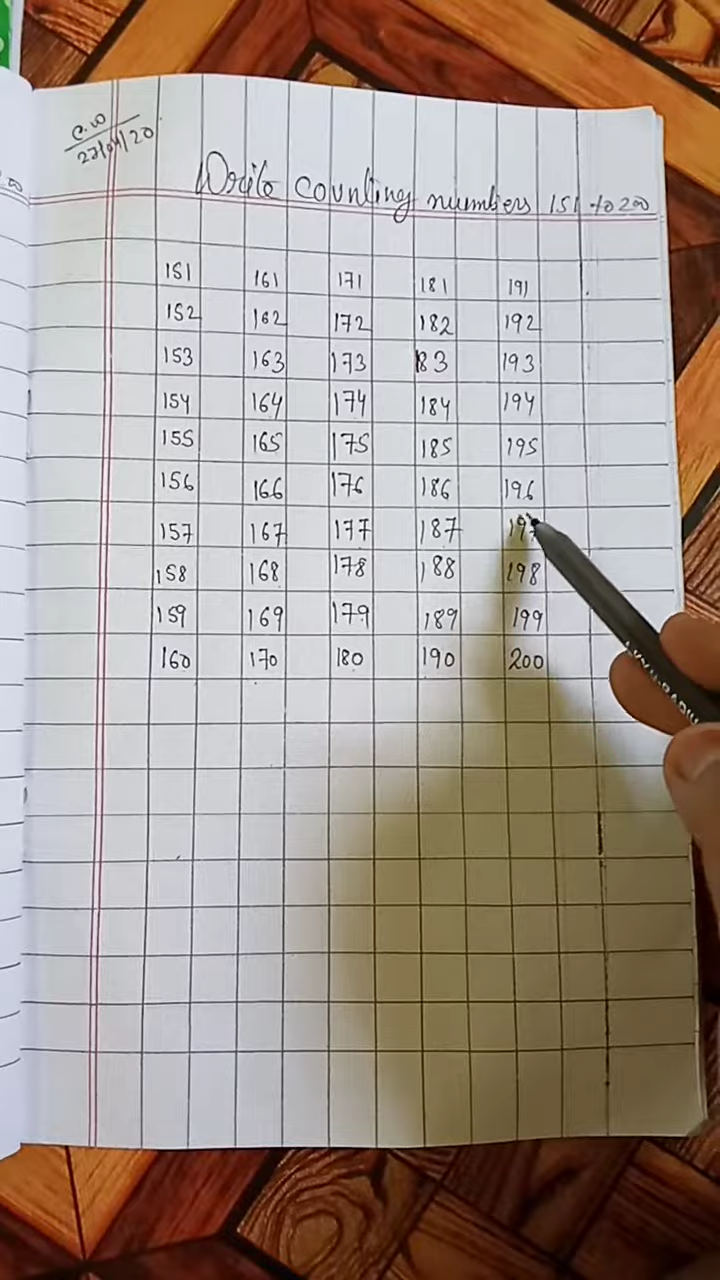 C.W
27/04/20
Write counting numbers 151 to 200
151 161 171 181 191
152 162 172 182 192
153 163 173 183 193
154 164 174 184 194
155 165 175 185 195
156 166 176 186 196
157 167 177 187 197
158 168 178 188 198
159 169 179 189 199
160 170 180 190 200